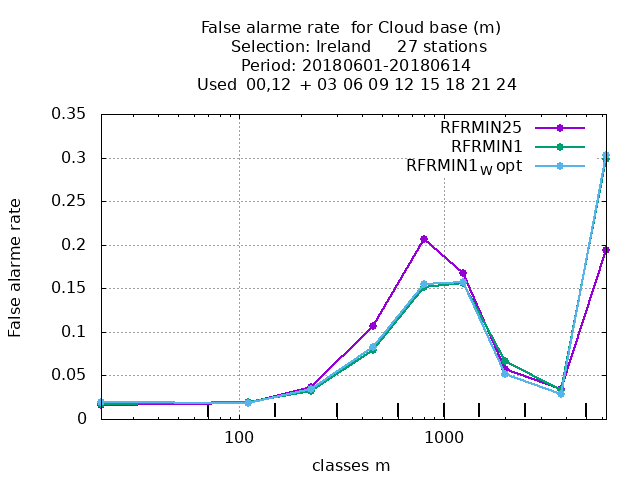 False alarme rate  for Cloud base (m)
Selection: Ireland     27 stations
Period: 20180601-20180614
Used  00,12  + 03 06 09 12 15 18 21 24
0.35
0.3
0.25
0.2
0.15
0.1
0.05
0
False alarme rate
RFRMIN25
RFRMIN1
RFRMIN1W opt
100
1000
classes m